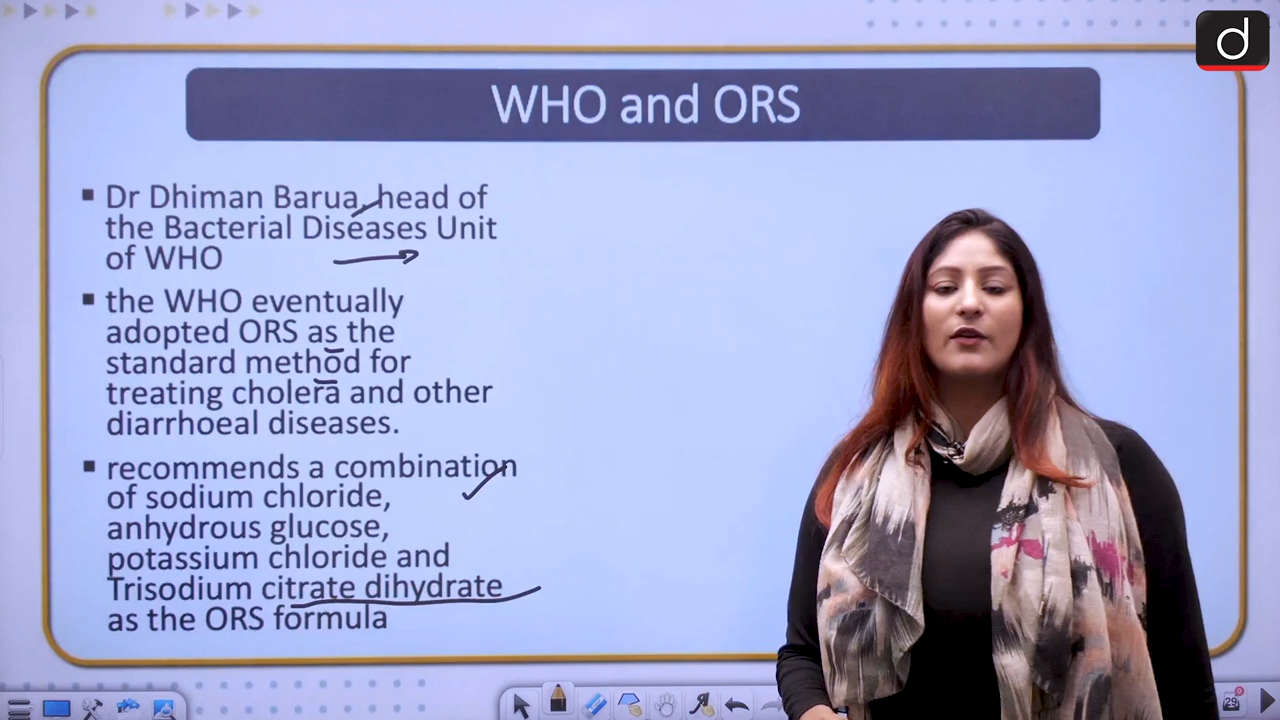 d
WHO and ORS
▪ Dr Dhiman Barua, head of
the Bacterial Diseases Unit
of WHO
▪ the WHO eventually
adopted ORS as the
standard method for
treating cholera and other
diarrhoeal diseases.
▪ recommends a combination
of sodium chloride,
anhydrous glucose,
potassium chloride and
Trisodium citrate dihydrate
as the ORS formula
29